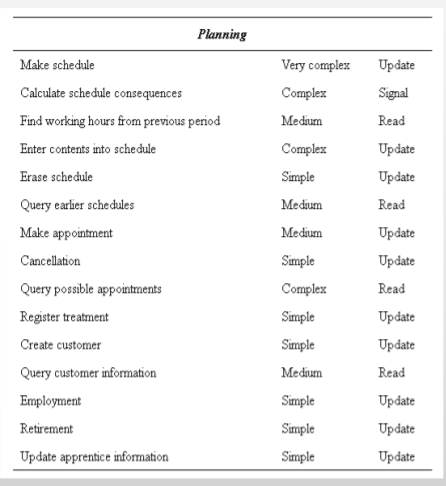 Planning
Make schedule Very complex Update
Calculate schedule consequences Complex Signal
Find working hours from previous period Medium Read
Enter contents into schedule Complex Update
Erase schedule Simple Update
Query earlier schedules Medium Read
Make appointment Medium Update
Cancellation Simple Update
Query possible appointments Complex Read
Register treatment Simple Update
Create customer Simple Update
Query customer information Medium Read
Employment Simple Update
Retirement Simple Update
Update apprentice information Simple Update